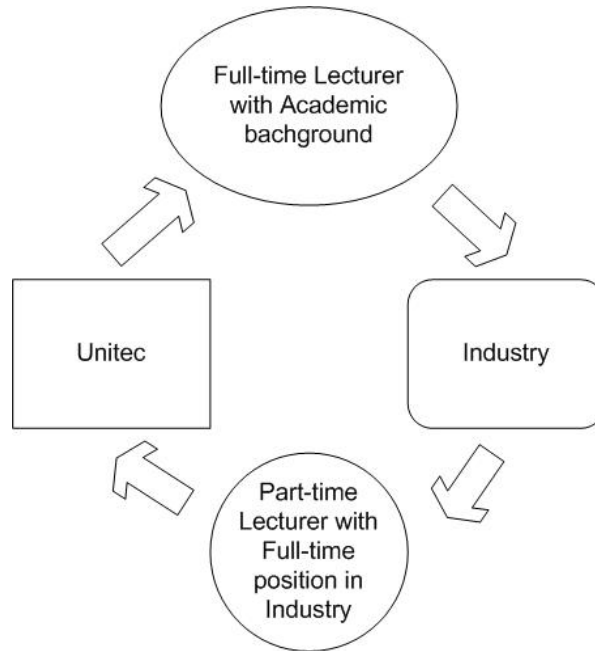 Full-time Lecturer
with Academic
bachground
Unitec
Industry
Part-time
Lecturer with
Full-time
position in
Industry